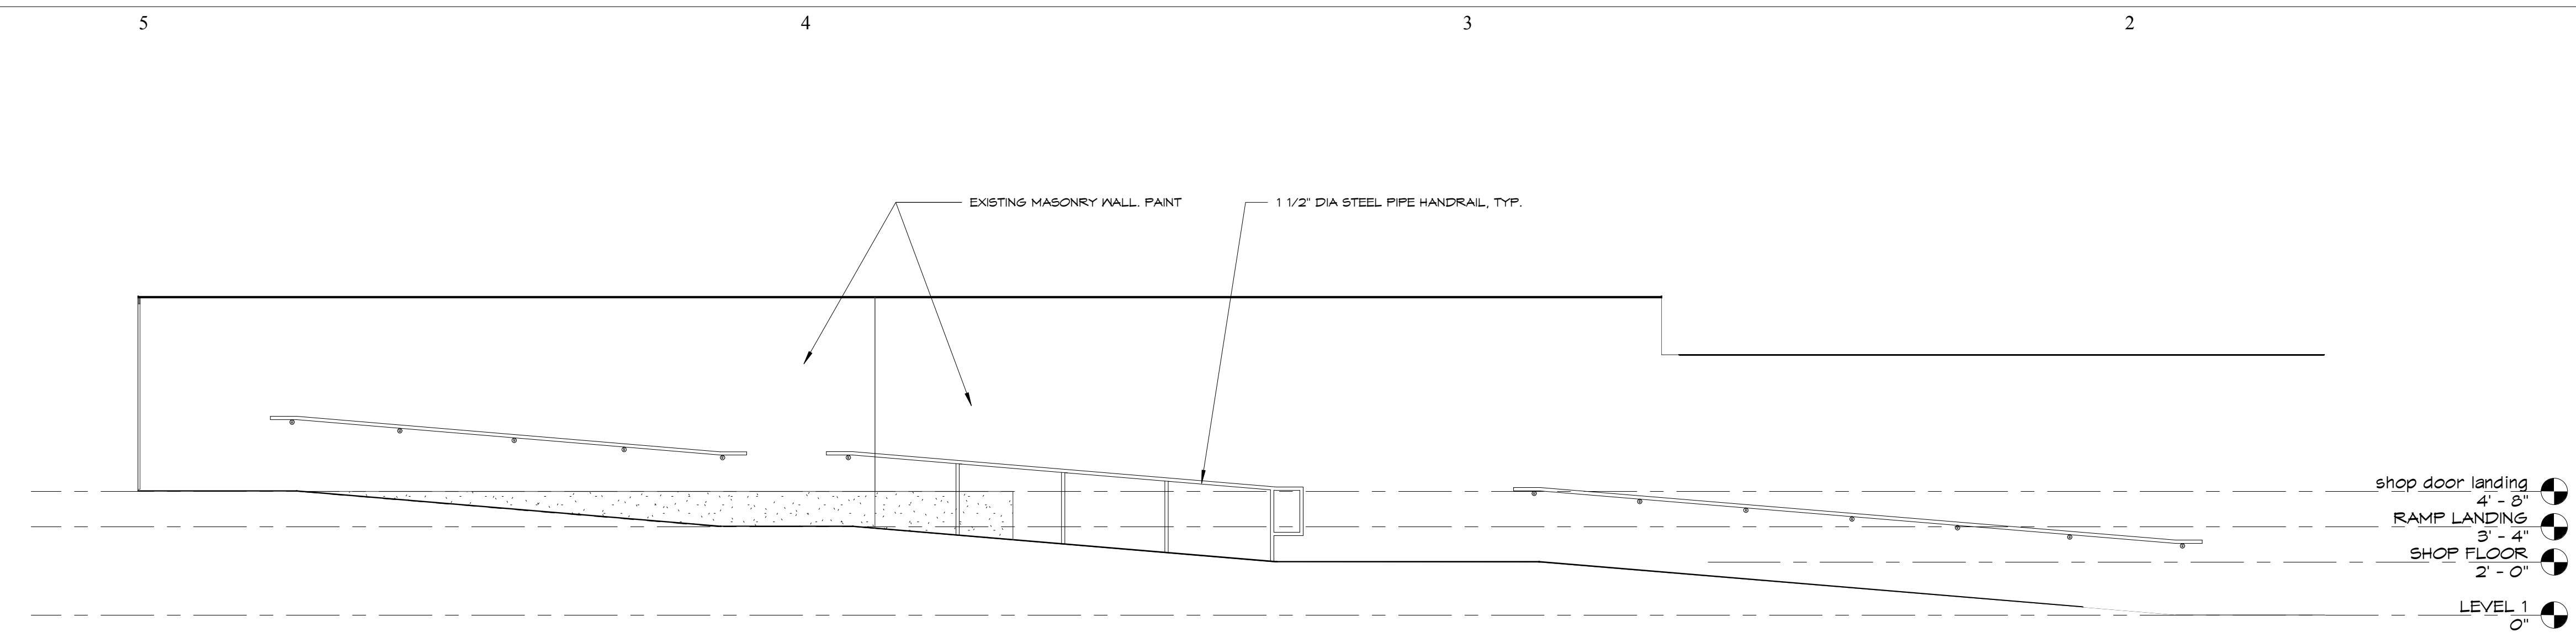 5
4
3
2
EXISTING MASONRY WALL. PAINT
1 1/2" DIA STEEL PIPE HANDRAIL, TYP.
shop door landing
4' - 8"
RAMP LANDING
3' - 4"
SHOP FLOOR
2' - 0"
LEVEL 1
0"